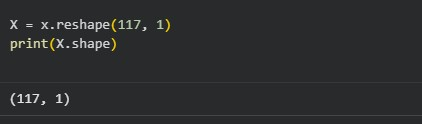 X = x.reshape(117, 1)
print(X.shape)
(117, 1)